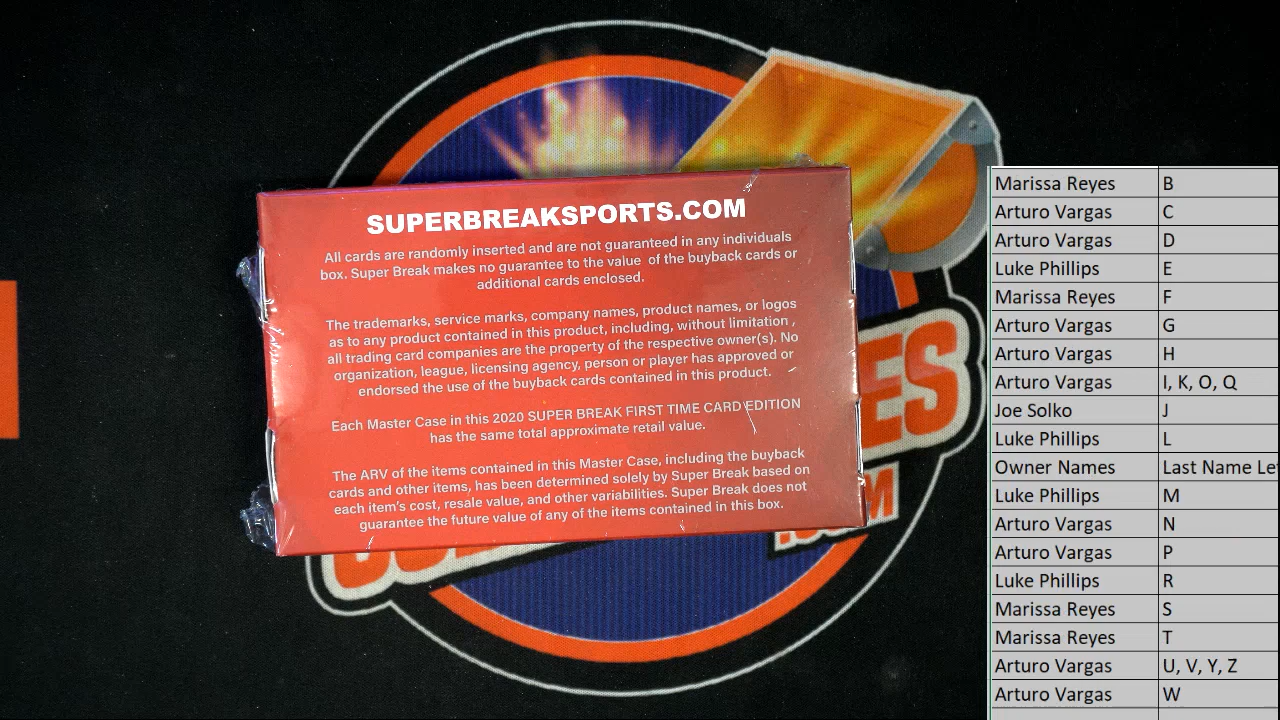 SUPERBREAKSPORTS.COM
All cards are randomly inserted and are not guaranteed in any individuals
box. Super Break makes no guarantee to the value of the buyback cards or
additional cards enclosed.
The trademarks, service marks, company names, product names, or logos
as to any product contained in this product, including, without limitation ,
all trading card companies are the property of the respective owner(s). No
organization, league, licensing agency, person or player has approved or
endorsed the use of the buyback cards contained in this product.
Each Master Case in this 2020 SUPER BREAK FIRST TIME CARD EDITION
has the same total approximate retail value.
The ARV of the items contained in this Master Case, including the buyback
cards and other items, has been determined solely by Super Break based on
each item's cost, resale value, and other variabilities. Super Break does not
guarantee the future value of any of the items contained in this box.
Marissa Reyes B
Arturo Vargas C
Arturo Vargas D
Luke Phillips E
Marissa Reyes F
Arturo Vargas G
Arturo Vargas H
Arturo Vargas I, K, O, Q
Joe Solko J
Luke Phillips L
Owner Names Last Name Le
Luke Phillips M
Arturo Vargas N
Arturo Vargas P
Luke Phillips R
Marissa Reyes S
Marissa Reyes T
Arturo Vargas U, V, Y, Z
Arturo Vargas W